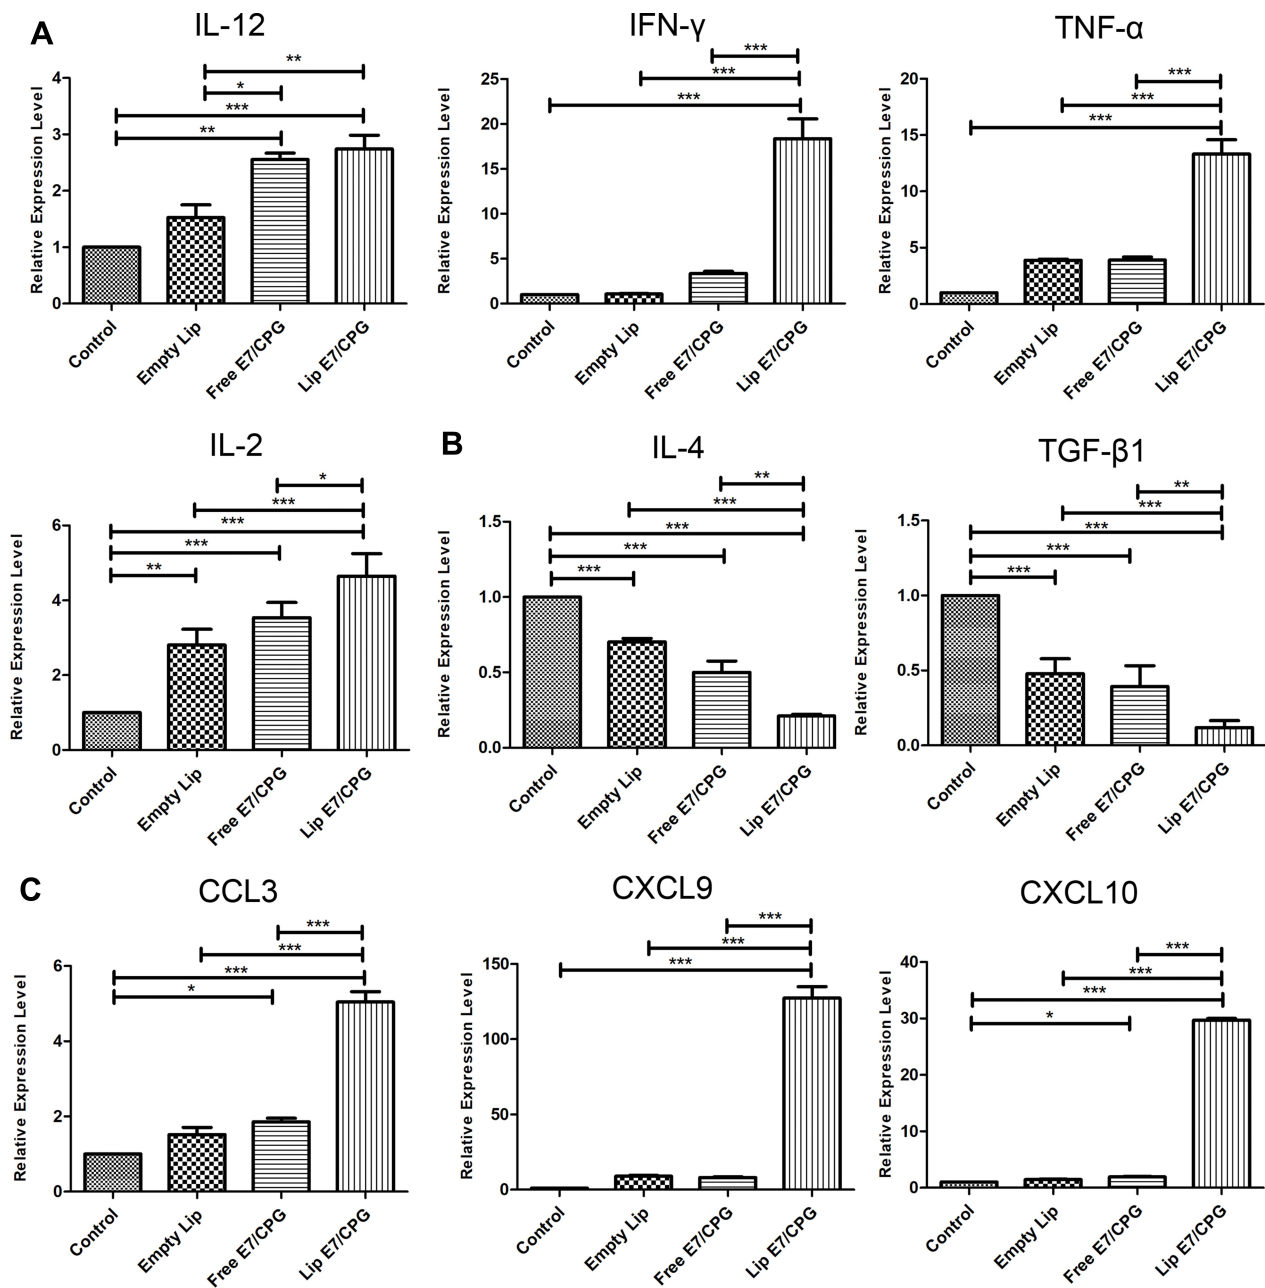 A
IL-12
**
*
***
**
Relative Expression Level
4
3
2
1
0
Control
Empty Lip
Free E7/CPG
Lip E7/CPG
IFN-γ
***
***
***
Relative Expression Level
25
20
15
10
5
0
Control
Empty Lip
Free E7/CPG
Lip E7/CPG
TNF-α
***
***
***
Relative Expression Level
20
15
10
5
0
Control
Empty Lip
Free E7/CPG
Lip E7/CPG
IL-2
*
***
***
***
**
Relative Expression Level
6
4
2
0
Control
Empty Lip
Free E7/CPG
Lip E7/CPG
B
IL-4
**
***
***
***
***
Relative Expression Level
1.5
1.0
0.5
0.0
Control
Empty Lip
Free E7/CPG
Lip E7/CPG
TGF-β1
**
***
***
***
***
Relative Expression Level
1.5
1.0
0.5
0.0
Control
Empty Lip
Free E7/CPG
Lip E7/CPG
C
CCL3
***
***
***
*
Relative Expression Level
6
4
2
0
Control
Empty Lip
Free E7/CPG
Lip E7/CPG
CXCL9
***
***
***
Relative Expression Level
150
100
50
0
Control
Empty Lip
Free E7/CPG
Lip E7/CPG
CXCL10
***
***
***
*
Relative Expression Level
40
30
20
10
0
Control
Empty Lip
Free E7/CPG
Lip E7/CPG